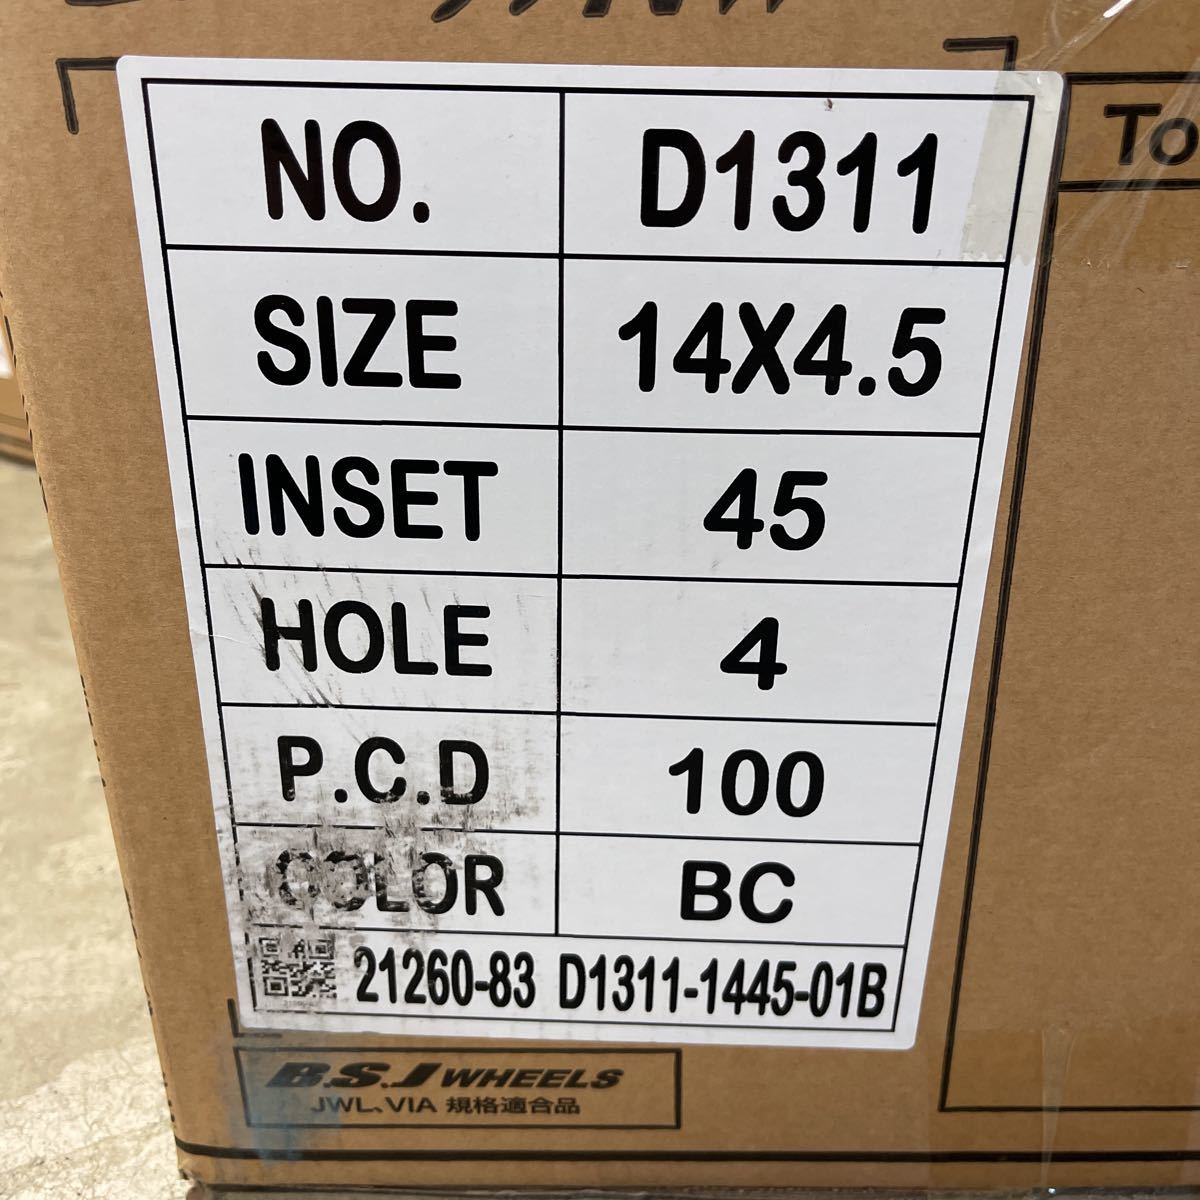 To
NO. D1311
SIZE 14X4.5
INSET 45
HOLE 4
P.C.D 100
COLOR BC
21260-83 D1311-1445-01B
B.S.J WHEELS
JWL、VIA 規格適合品